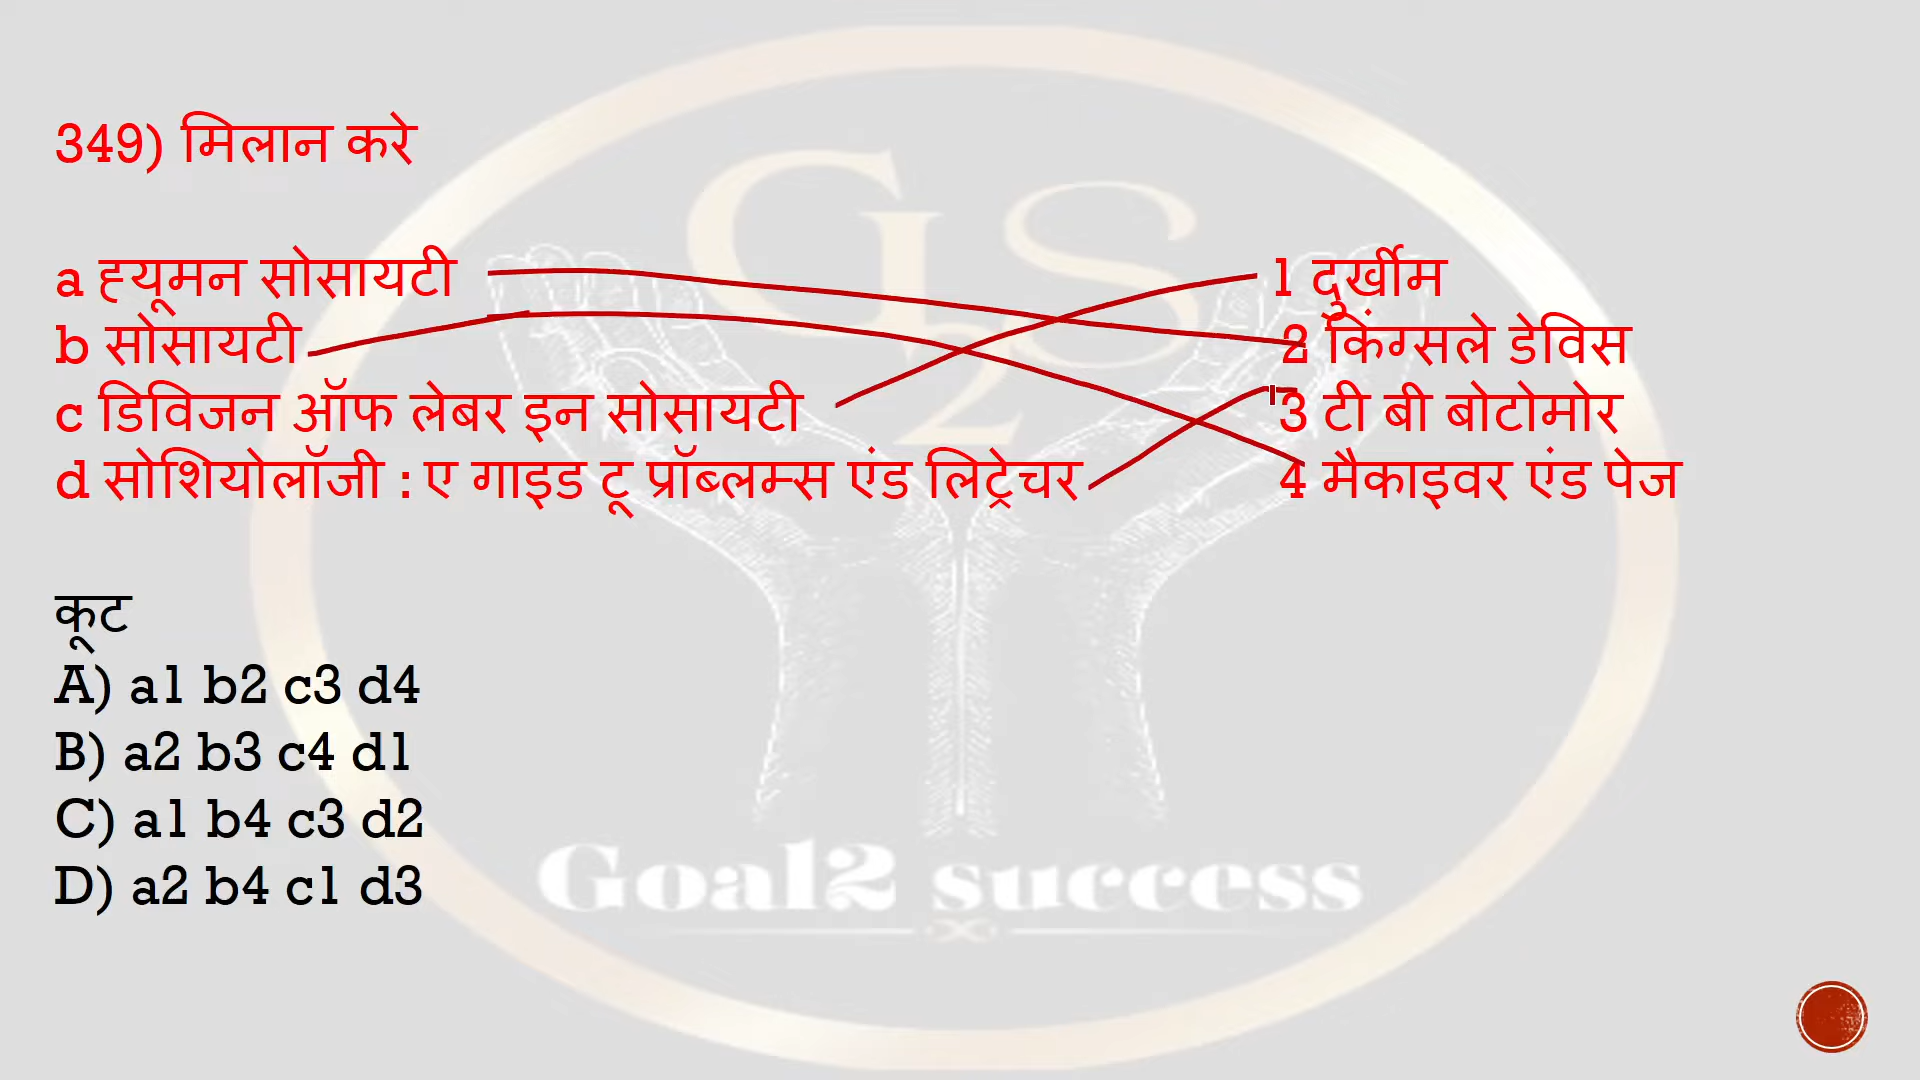 349) मिलान करे
a ह्यूमन सोसायटी 1 दुर्खीम
b सोसायटी 2 किंग्सले डेविस
c डिविजन ऑफ लेबर इन सोसायटी 3 टी बी बोटोमोर
d सोशियोलॉजी : ए गाइड टू प्रॉब्लम्स एंड लिट्रेचर 4 मैकाइवर एंड पेज
कूट
A) a1 b2 c3 d4
B) a2 b3 c4 d1
C) a1 b4 c3 d2
D) a2 b4 c1 d3
G2S
Goal2 success